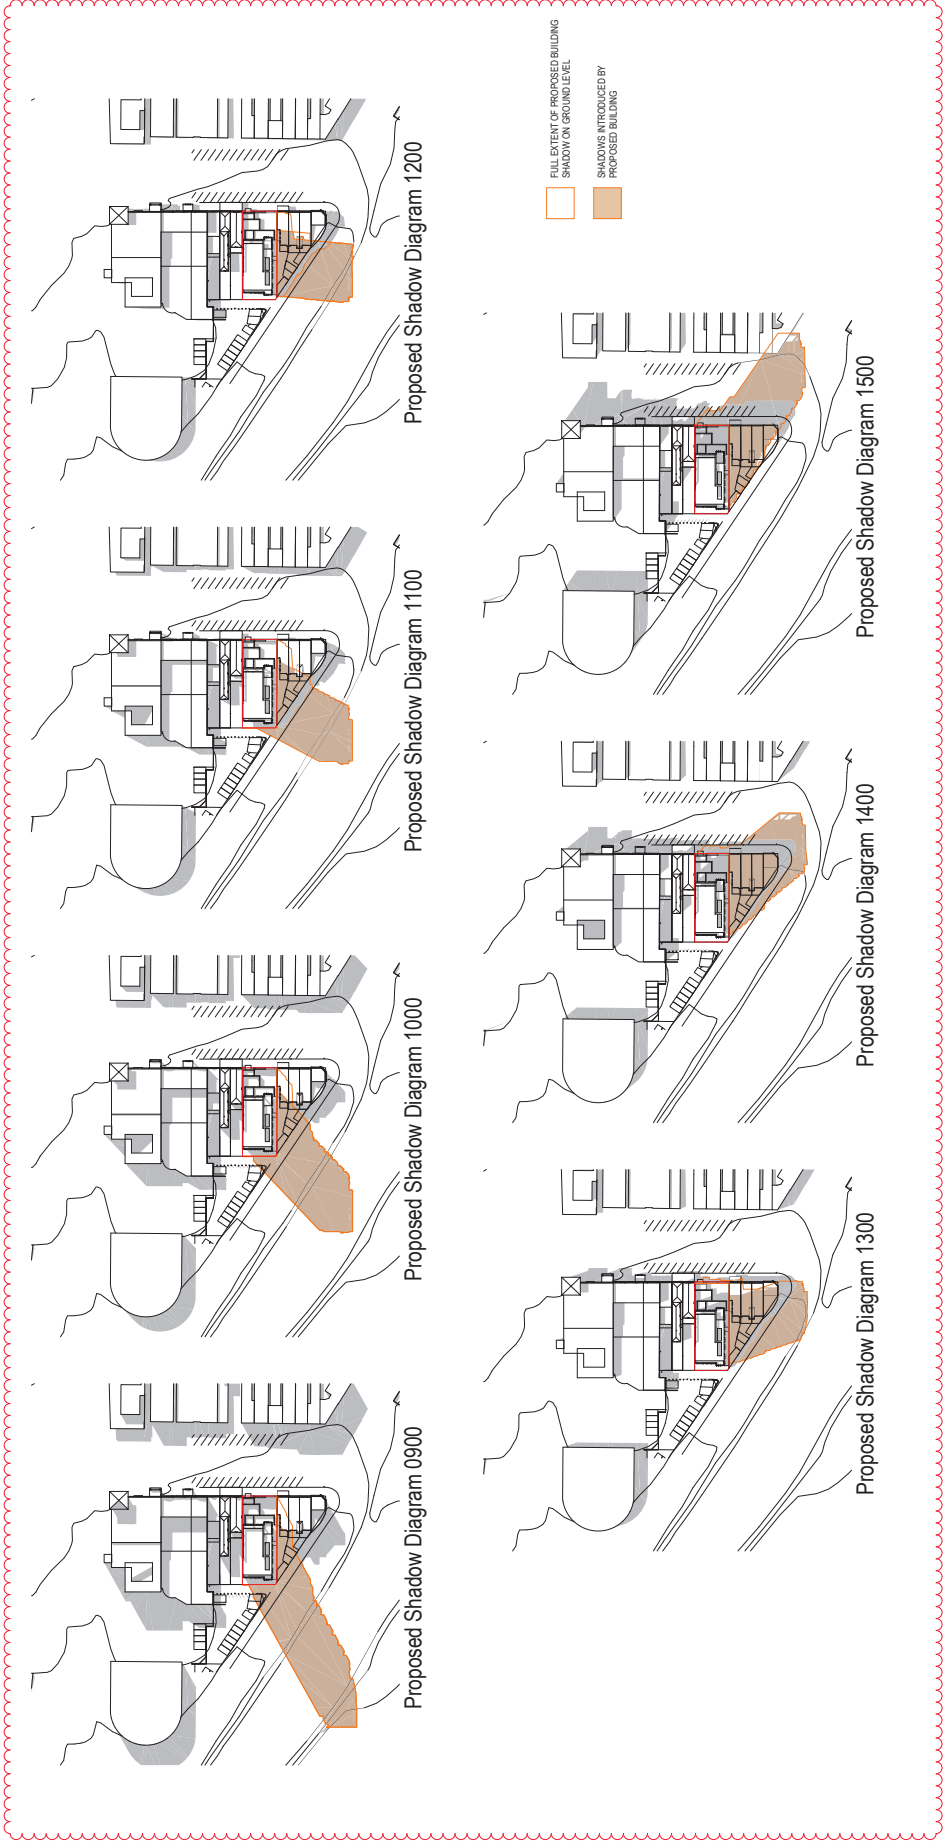 Proposed Shadow Diagram 0900
Proposed Shadow Diagram 1000
Proposed Shadow Diagram 1100
Proposed Shadow Diagram 1200
Proposed Shadow Diagram 1300
Proposed Shadow Diagram 1400
Proposed Shadow Diagram 1500
FULL EXTENT OF PROPOSED BUILDING
SHADOW ON GROUND LEVEL
SHADOWS INTRODUCED BY
PROPOSED BUILDING